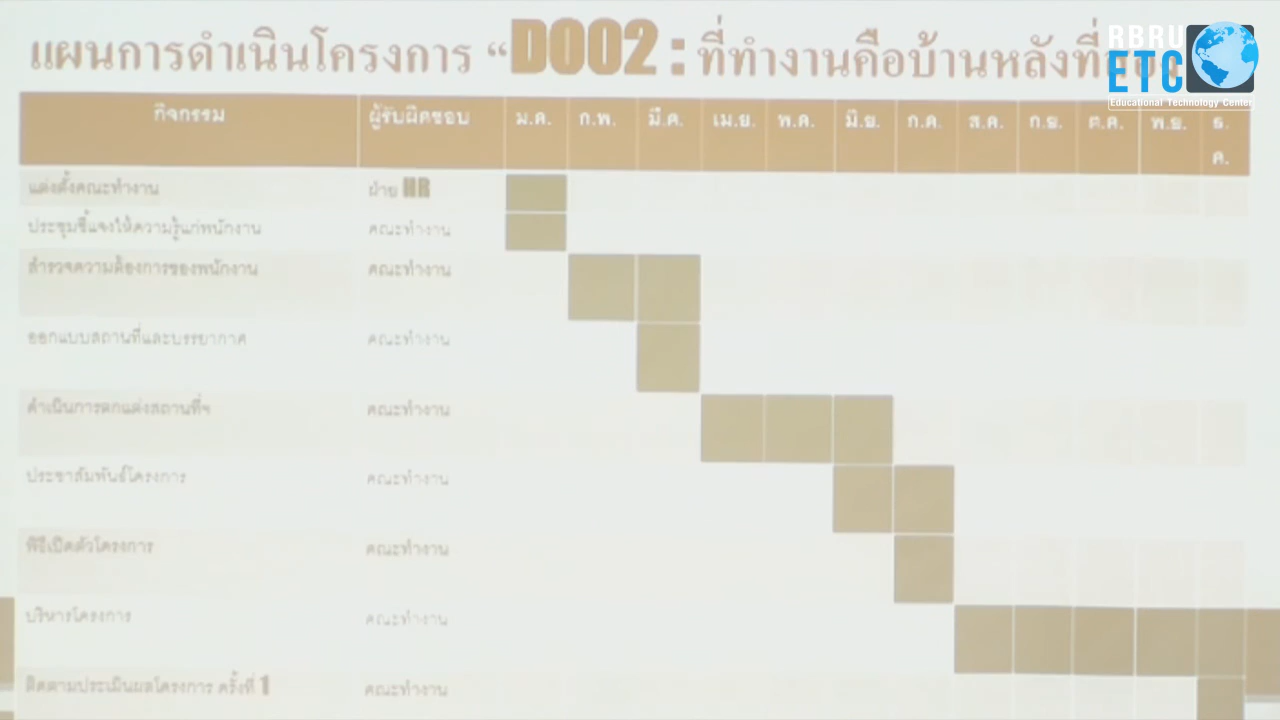 แผนการดำเนินโครงการ “DOO2 : ที่ทำงานคือบ้านหลังที่
RBRU
ETC
Educational Technology Center
กิจกรรม ผู้รับผิดชอบ ม.ค. ก.พ. มี.ค. เม.ย. พ.ค. มิ.ย. ก.ค. ส.ค. ก.ย. ต.ค. พ.ย. ธ.
ค.
แต่งตั้งคณะทำงาน ฝ่าย HR
ประชุมชี้แจงให้ความรู้แก่พนักงาน คณะทำงาน
สำรวจความต้องการของพนักงาน คณะทำงาน
ออกแบบสถานที่และบรรยากาศ คณะทำงาน
ดำเนินการตกแต่งสถานที่ฯ คณะทำงาน
ประชาสัมพันธ์โครงการ คณะทำงาน
พิธีเปิดตัวโครงการ คณะทำงาน
บริหารโครงการ คณะทำงาน
ติดตามประเมินผลโครงการ ครั้งที่ 1 คณะทำงาน